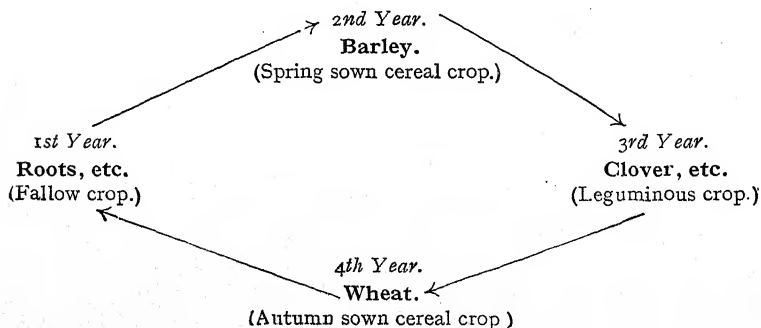 2nd Year.
Barley.
(Spring sown cereal crop.)
1st Year.
Roots, etc.
(Fallow crop.)
3rd Year.
Clover, etc.
(Leguminous crop.)
4th Year.
Wheat.
(Autumn sown cereal crop )